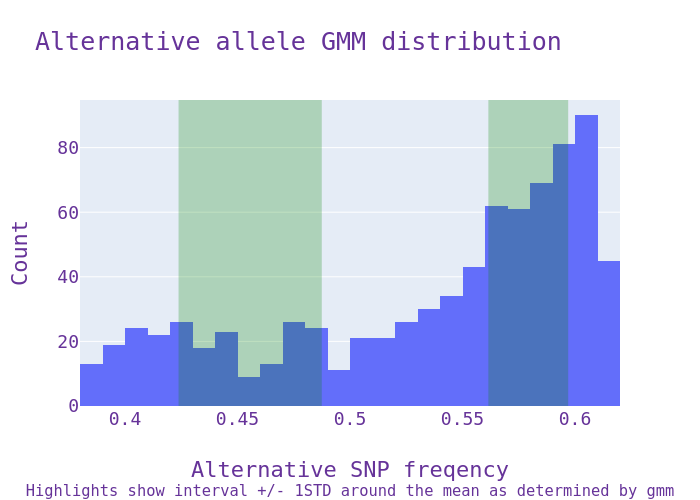 Alternative allele GMM distribution
Count
80
60
40
20
0
0.4 0.45 0.5 0.55 0.6
Alternative SNP freqency
Highlights show interval +/- 1STD around the mean as determined by gmm